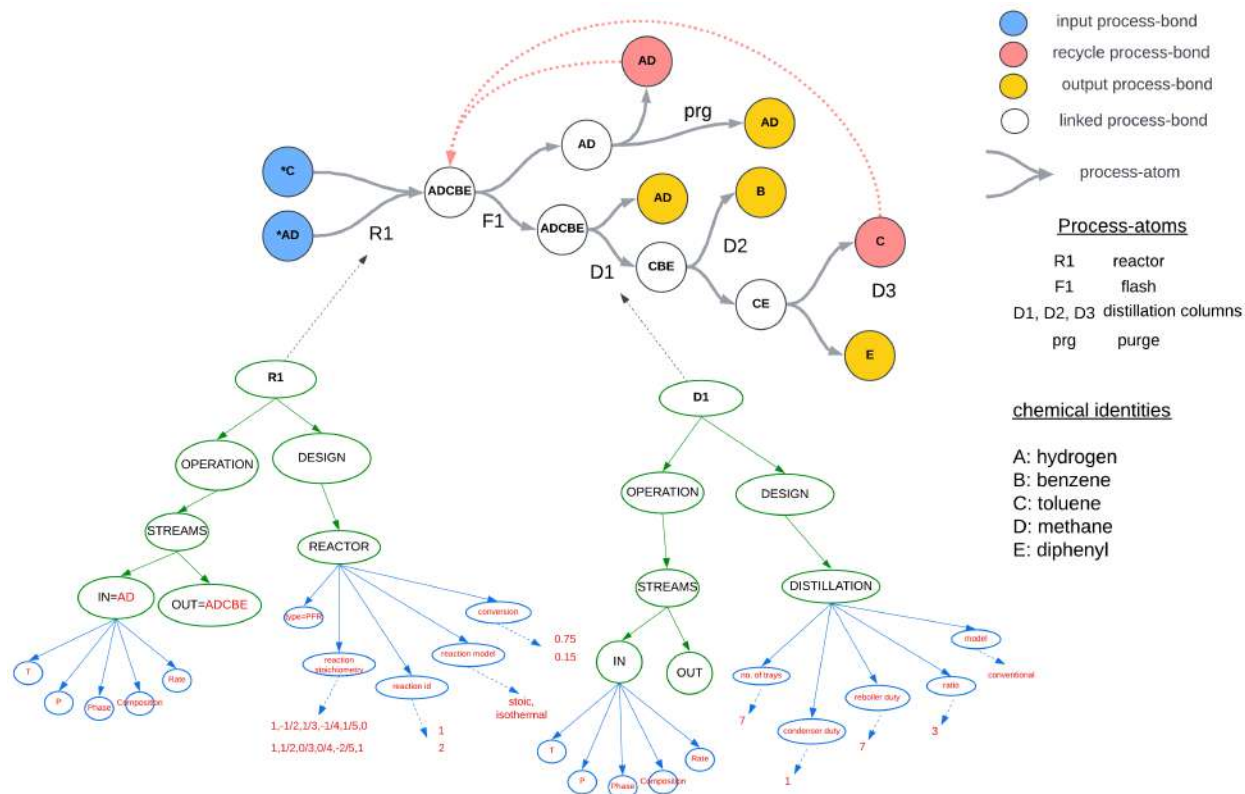 input process-bond
recycle process-bond
output process-bond
linked process-bond
process-atom
Process-atoms
R1 reactor
F1 flash
D1, D2, D3 distillation columns
prg purge
chemical identities
A: hydrogen
B: benzene
C: toluene
D: methane
E: diphenyl
*C
*AD
R1
ADCBE
F1
AD
AD
prg
AD
ADCBE
D1
AD
CBE
D2
B
CE
D3
C
E
R1
OPERATION
DESIGN
STREAMS
REACTOR
IN=AD
OUT=ADCBE
T
P
Phase
Composition
Rate
type=PFR
reaction
stoichiometry
reaction id
reaction model
conversion
0.75
0.15
stoic,
isothermal
1
2
1,-1/2,1/3,-1/4,1/5,0
1,1/2,0/3,0/4,-2/5,1
D1
OPERATION
DESIGN
STREAMS
DISTILLATION
IN
OUT
T
P
Phase
Composition
Rate
no. of trays
condenser duty
reboiler duty
ratio
model
conventional
7
1
7
3